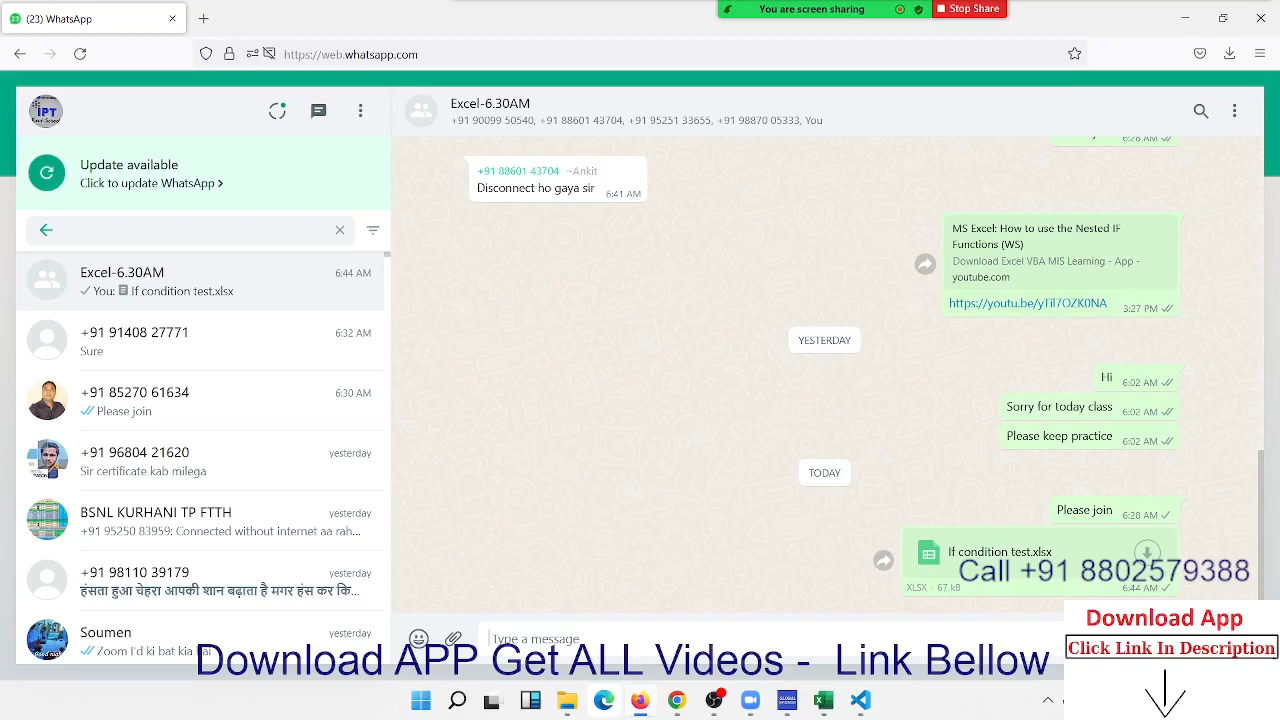 (23) WhatsApp
You are screen sharing
Stop Share
https://web.whatsapp.com
IPT
Update available
Click to update WhatsApp
Excel-6.30AM
6:44 AM
You: If condition test.xlsx
+91 91408 27771
6:32 AM
Sure
+91 85270 61634
6:30 AM
Please join
+91 96804 21620
yesterday
Sir certificate kab milega
BSNL KURHANI TP FTTH
yesterday
+91 95250 83959: Connected without internet aa rah...
+91 98110 39179
yesterday
हंसता हुआ चेहरा आपकी शान बढ़ाता है मगर हंस कर कि...
Soumen
yesterday
Zoom I'd ki bat kia
Excel-6.30AM
+91 90099 50540, +91 88601 43704, +91 95251 33655, +91 98870 05333, You
6:28 AM
+91 88601 43704 ~Ankit
Disconnect ho gaya sir
6:41 AM
MS Excel: How to use the Nested IF
Functions (WS)
Download Excel VBA MIS Learning - App -
youtube.com
https://youtu.be/yTil7OZK0NA
3:27 PM
YESTERDAY
Hi
6:02 AM
Sorry for today class
6:02 AM
Please keep practice
6:02 AM
TODAY
Please join
6:28 AM
If condition test.xlsx
XLSX • 67 kB
6:44 AM
Type a message
Call +91 8802579388
Download APP Get ALL Videos - Link Bellow
Download App
Click Link In Description